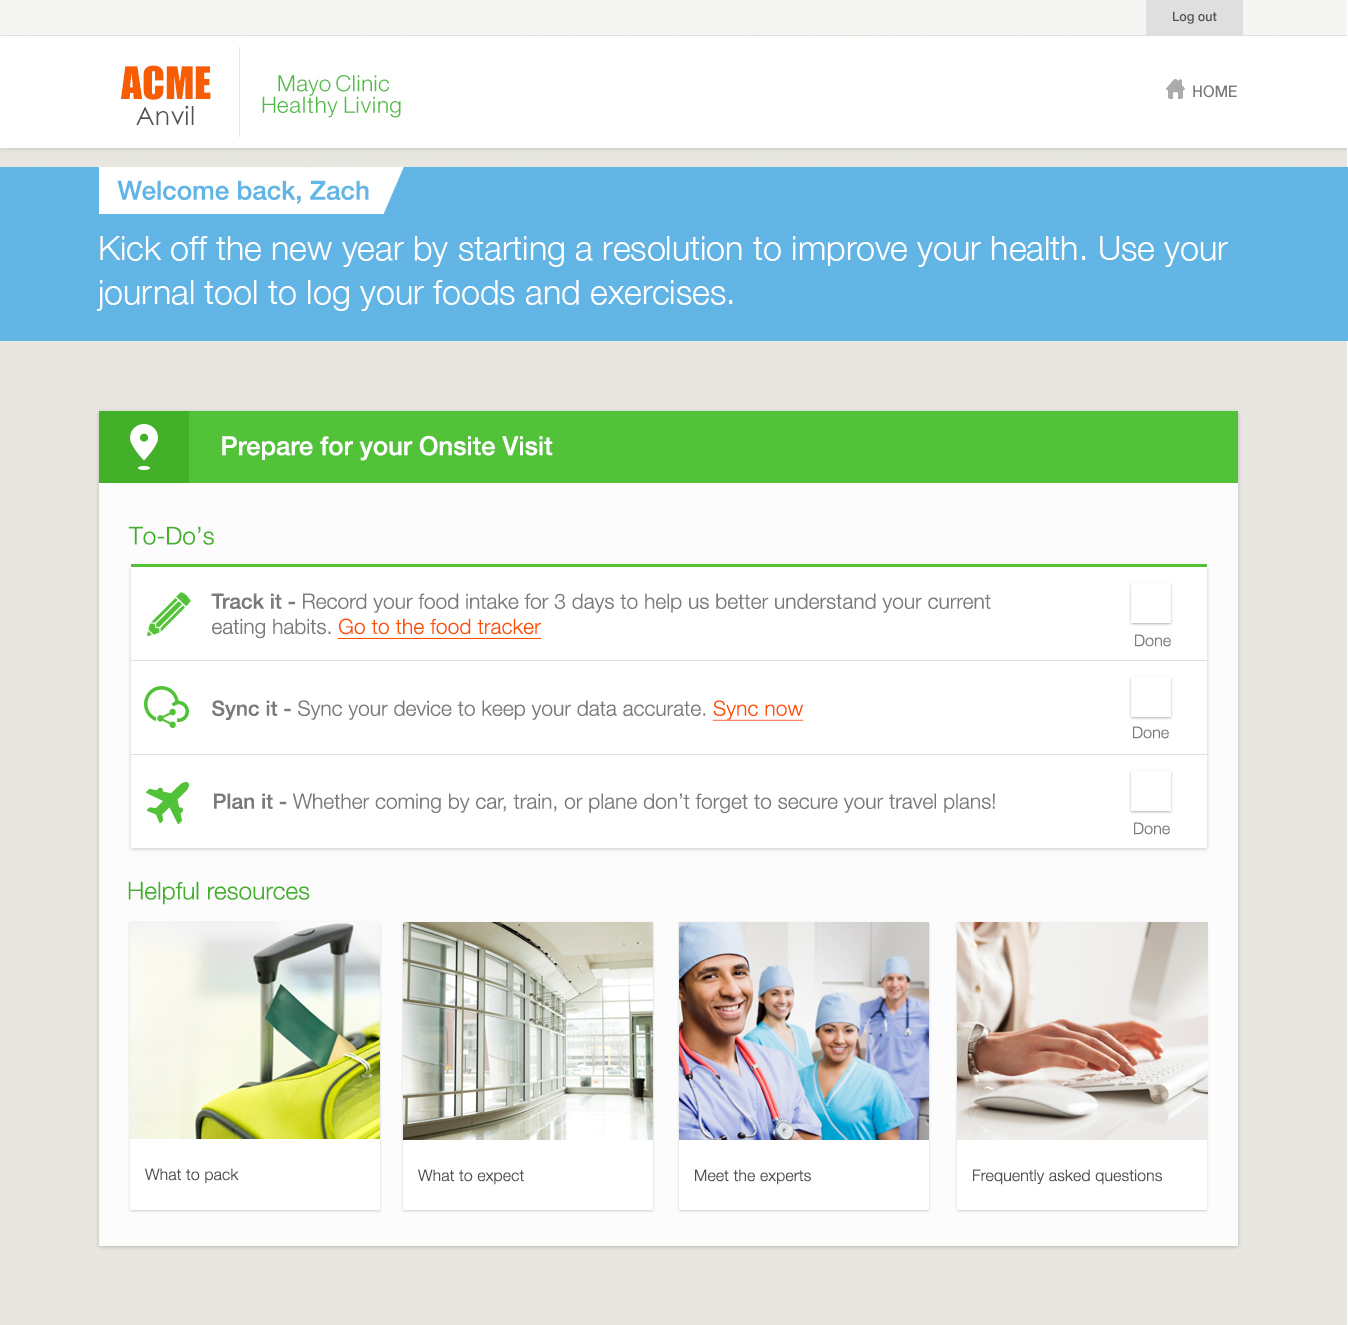 Log out
ACME
Anvil
Mayo Clinic
Healthy Living
HOME
Welcome back, Zach
Kick off the new year by starting a resolution to improve your health. Use your
journal tool to log your foods and exercises.
Prepare for your Onsite Visit
To-Do’s
Track it - Record your food intake for 3 days to help us better understand your current
eating habits. Go to the food tracker
Done
Sync it - Sync your device to keep your data accurate. Sync now
Done
Plan it - Whether coming by car, train, or plane don’t forget to secure your travel plans!
Done
Helpful resources
What to pack
What to expect
Meet the experts
Frequently asked questions